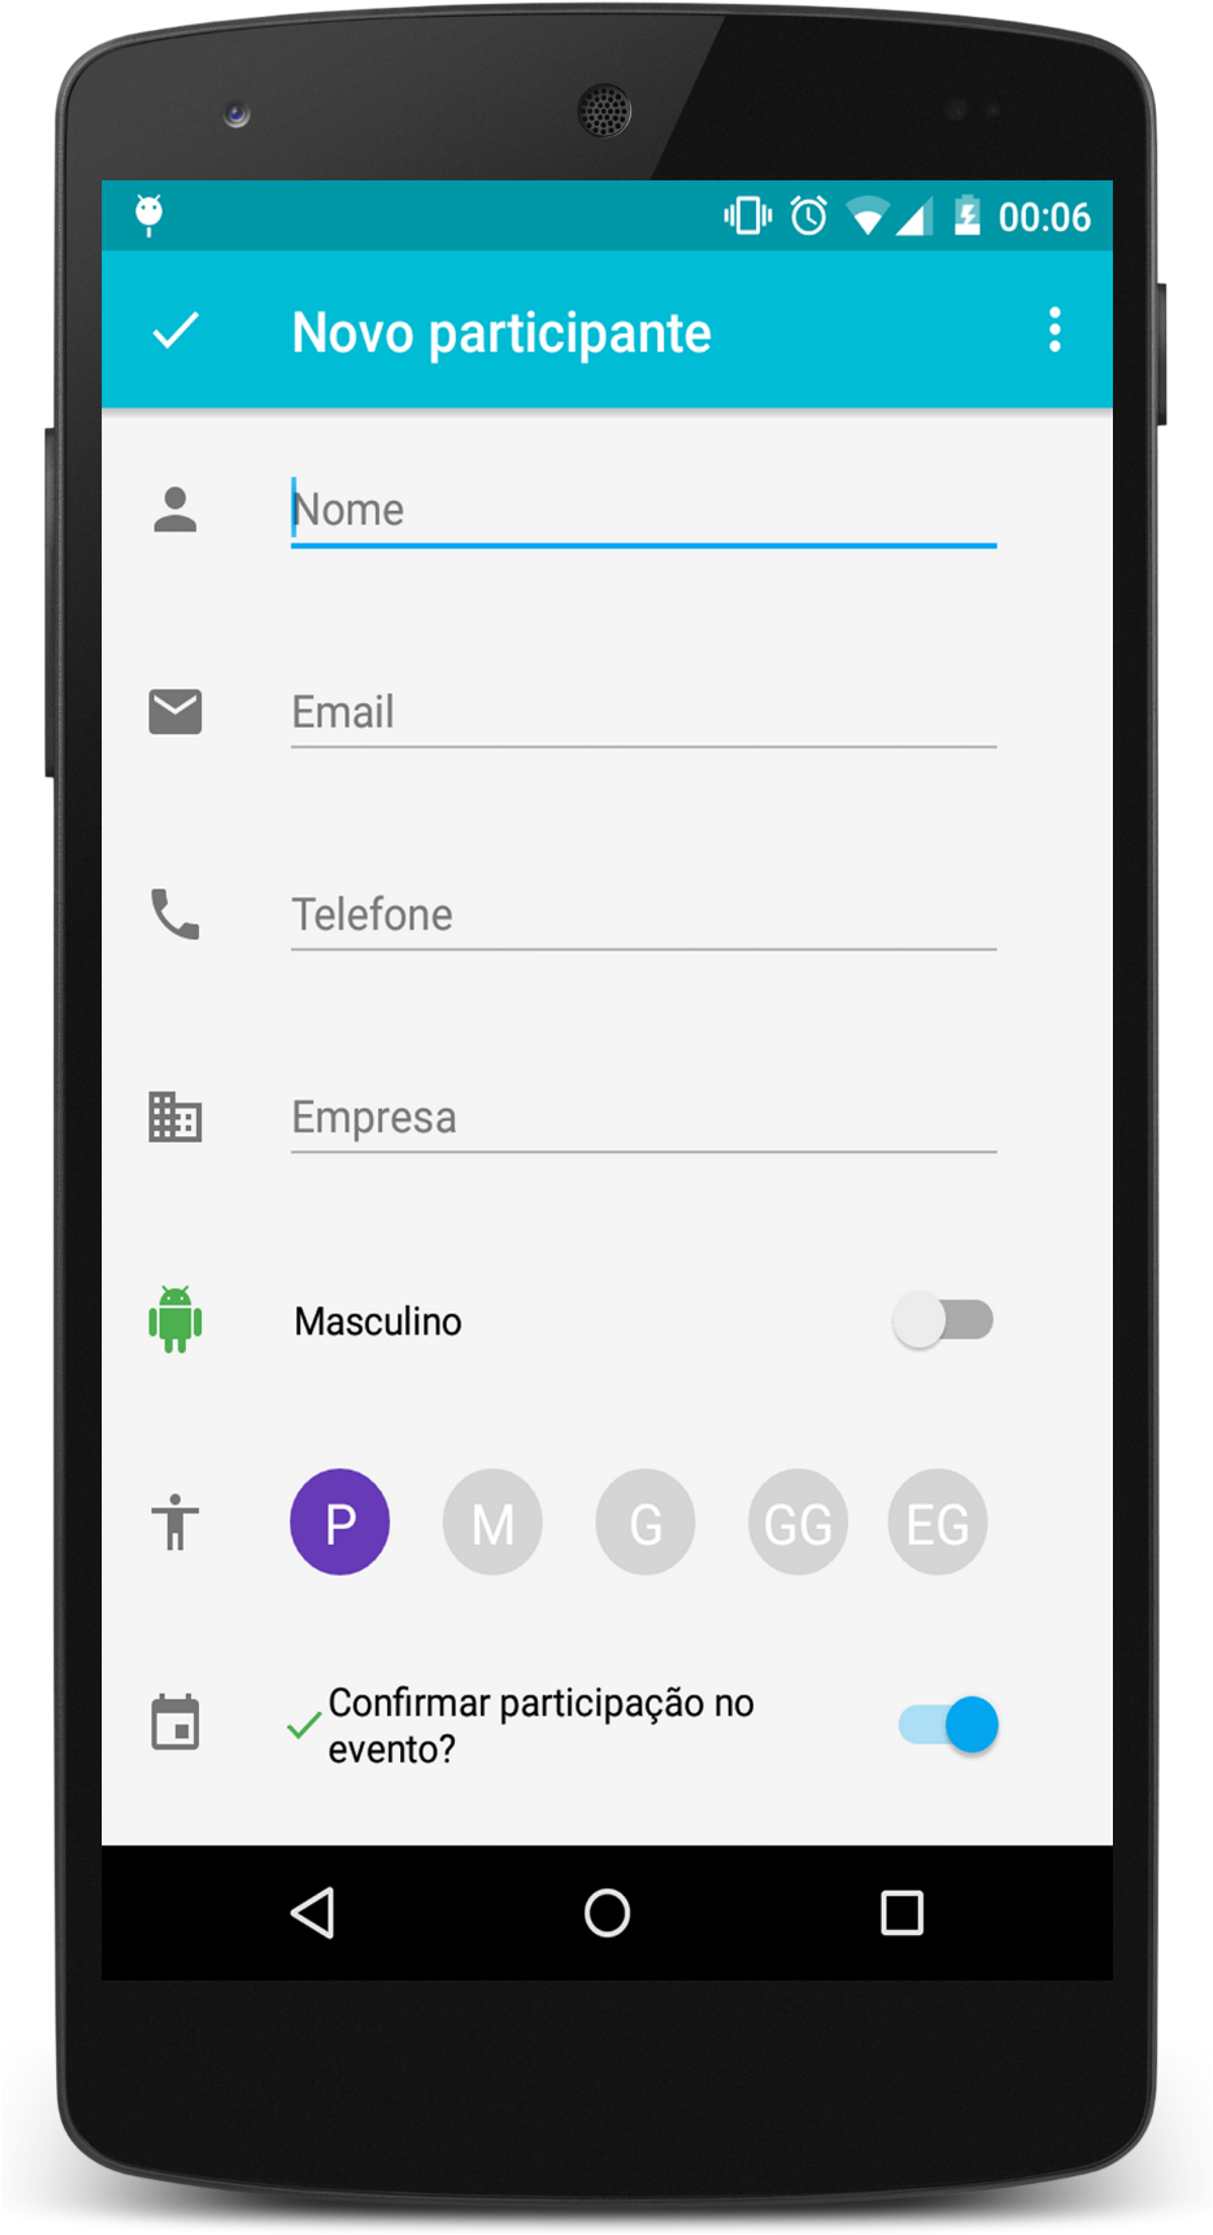 00:06
Novo participante
Nome
Email
Telefone
Empresa
Masculino
P M G GG EG
Confirmar participação no
evento?